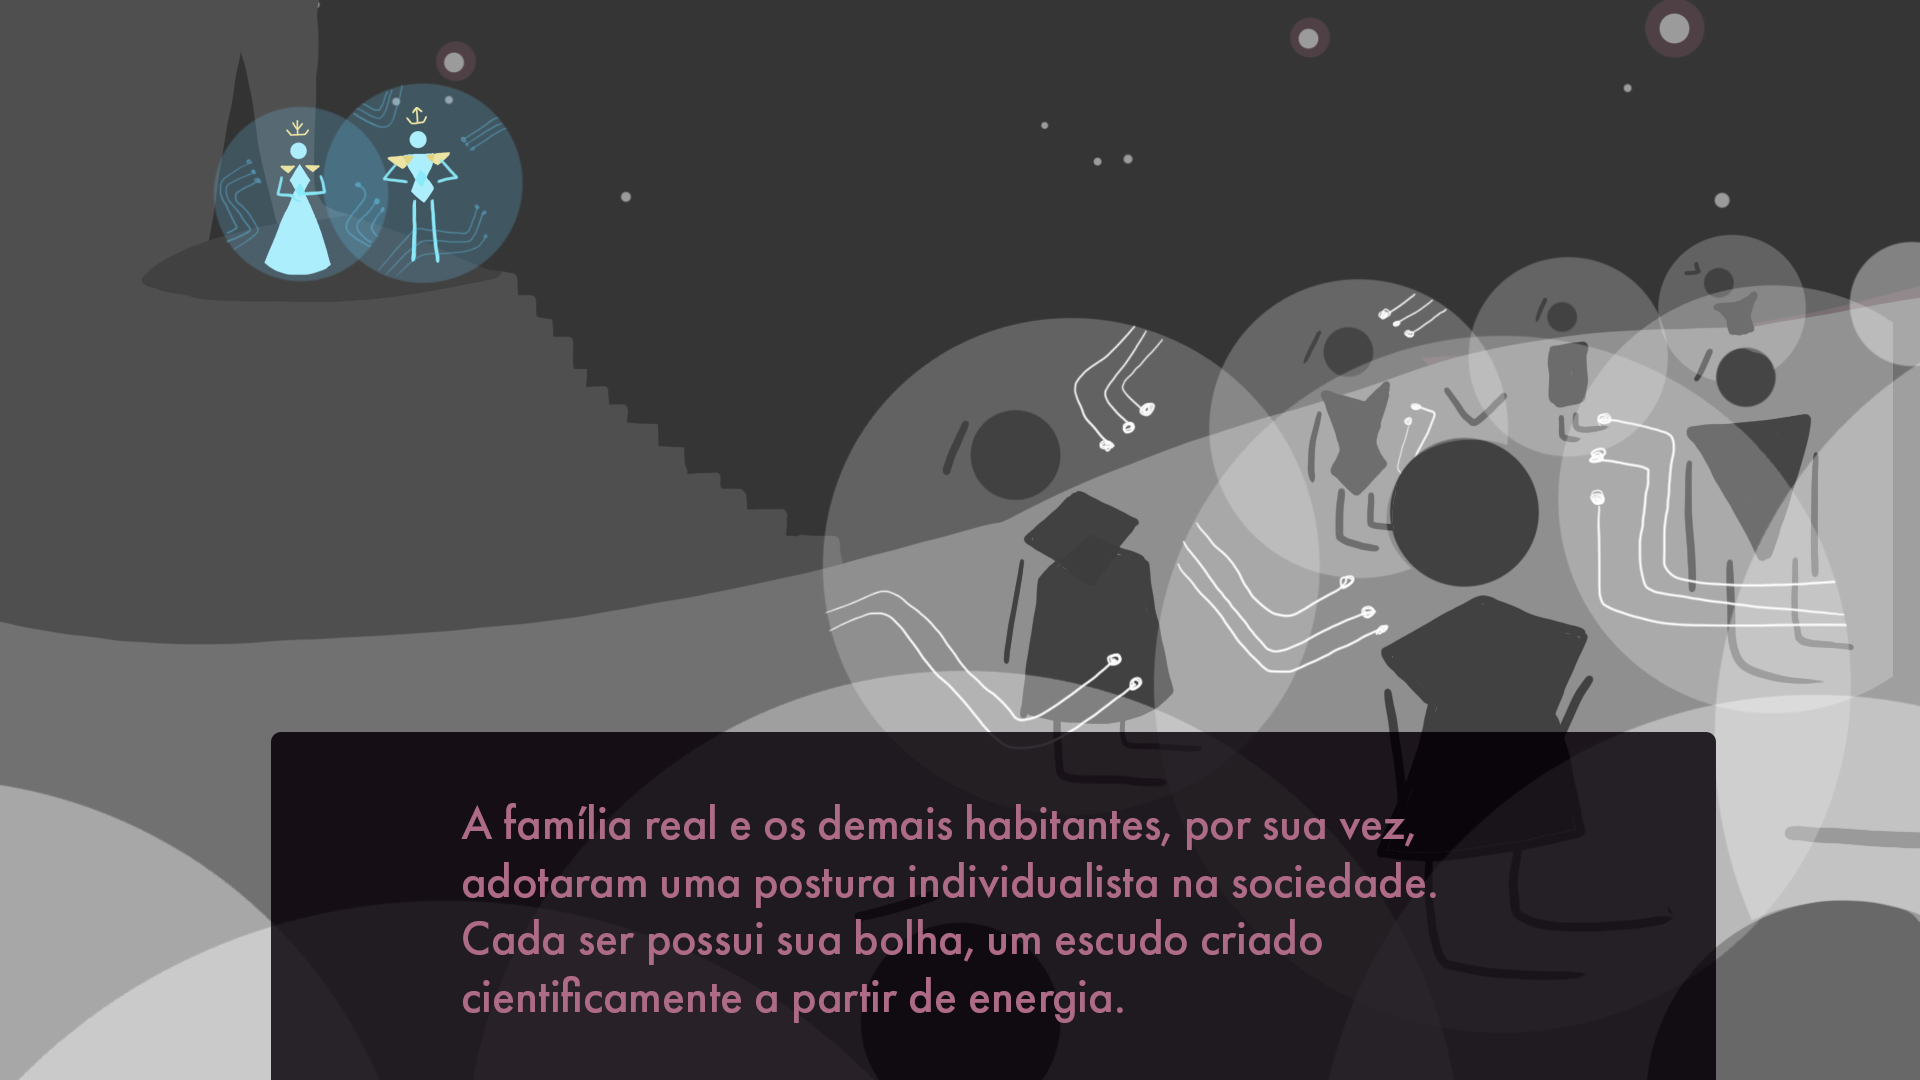 A família real e os demais habitantes, por sua vez,
adotaram uma postura individualista na sociedade.
Cada ser possui sua bolha, um escudo criado
cientificamente a partir de energia.